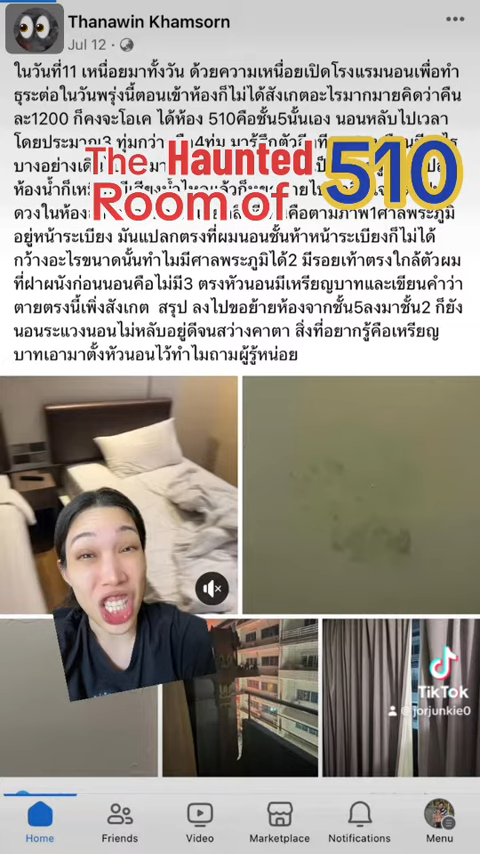 Thanawin Khamsorn
Jul 12
ในวันที่11 เหนื่อยมาทั้งวัน ด้วยความเหนื่อยเปิดโรงแรมนอนเพื่อทำ
ธุระต่อในวันพรุ่งนี้ตอนเข้าห้องก็ไม่ได้สังเกตอะไรมากมายคิดว่าคืน
ละ1200 ก็คงจะโอเค ได้ห้อง 510คือชั้น5นั้นเอง นอนหลับไปเวลา
โดยประมาณ3 ทุ่มกว่า
The Haunted
Room of
510
บางอย่าง
ห้องน้ำก็
ดวงในห้อง
คือตามภาพ1ศาลพระภูมิ
อยู่หน้าระเบียง มันแปลกตรงที่ผมนอนชั้นห้าหน้าระเบียงก็ไม่ได้
กว้างอะไรขนาดนั้นทำไมมีศาลพระภูมิได้2 มีรอยเท้าตรงใกล้ตัวผม
ที่ฝาผนังก่อนนอนคือไม่มี3 ตรงหัวนอนมีเหรียญบาทและเขียนคำว่า
ตายตรงนี้เพิ่งสังเกต สรุป ลงไปขอย้ายห้องจากชั้น5ลงมาชั้น2 ก็ยัง
นอนระแวงนอนไม่หลับอยู่ดีจนสว่างคาตา สิ่งที่อยากรู้คือเหรียญ
บาทเอามาตั้งหัวนอนไว้ทำไมถามผู้รู้หน่อย
TikTok
@jorjunkie0
Home
Friends
Video
Marketplace
Notifications
Menu